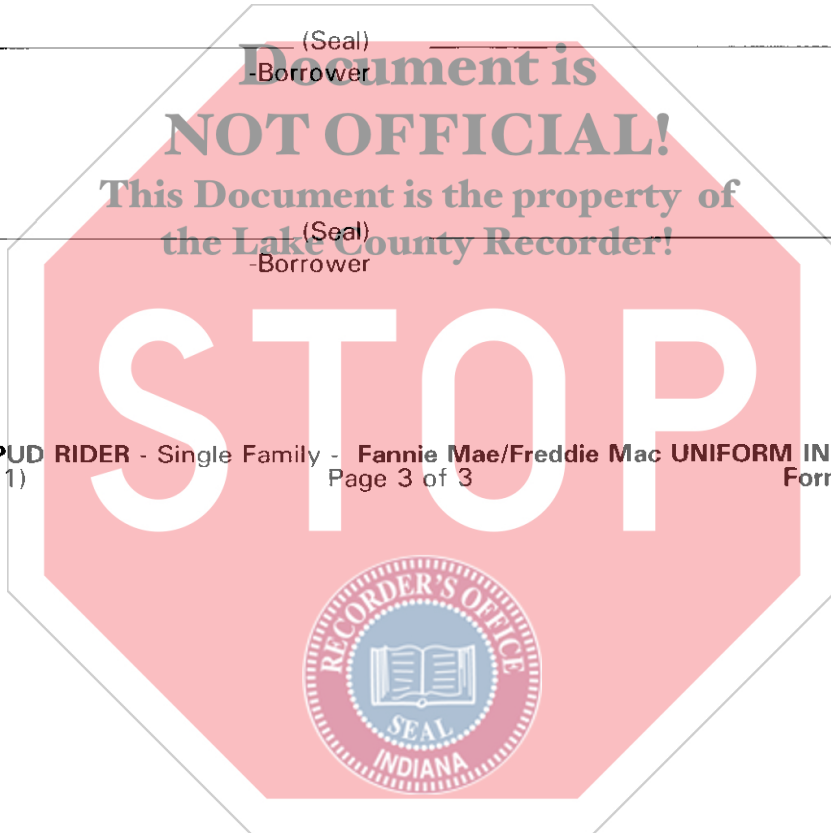 (Seal)
Document is
-Borrower
NOT OFFICIAL!
This Document is the property of
(Seal)
the Lake County Recorder!
-Borrower
STOP
PUD RIDER - Single Family - Fannie Mae/Freddie Mac UNIFORM IN
1) Page 3 of 3 Forr
RECORDER'S OFFICE
SEAL
INDIANA